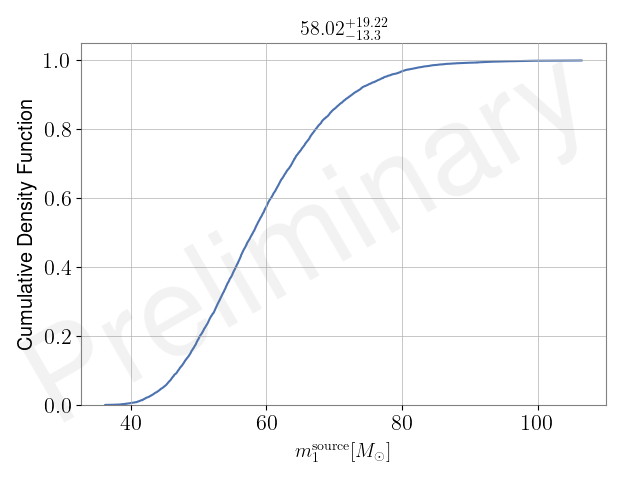 58.02^{+19.22}_{-13.3}
1.0
0.8
0.6
0.4
0.2
0.0
Cumulative Density Function
Preliminary
40 60 80 100
m_1^{source}[M_⊙]